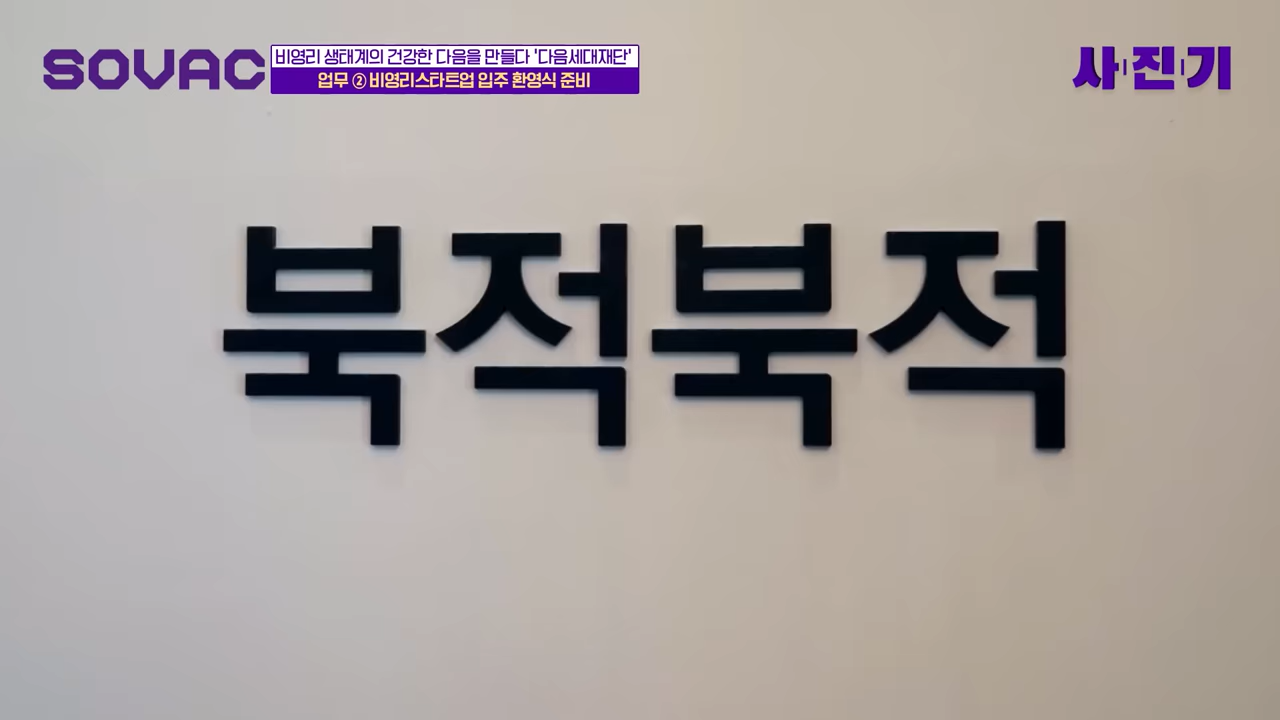 SOVAC
비영리 생태계의 건강한 다음을 만들다 '다음세대재단'
업무 ② 비영리스타트업 입주 환영식 준비
사·진·기
북적북적